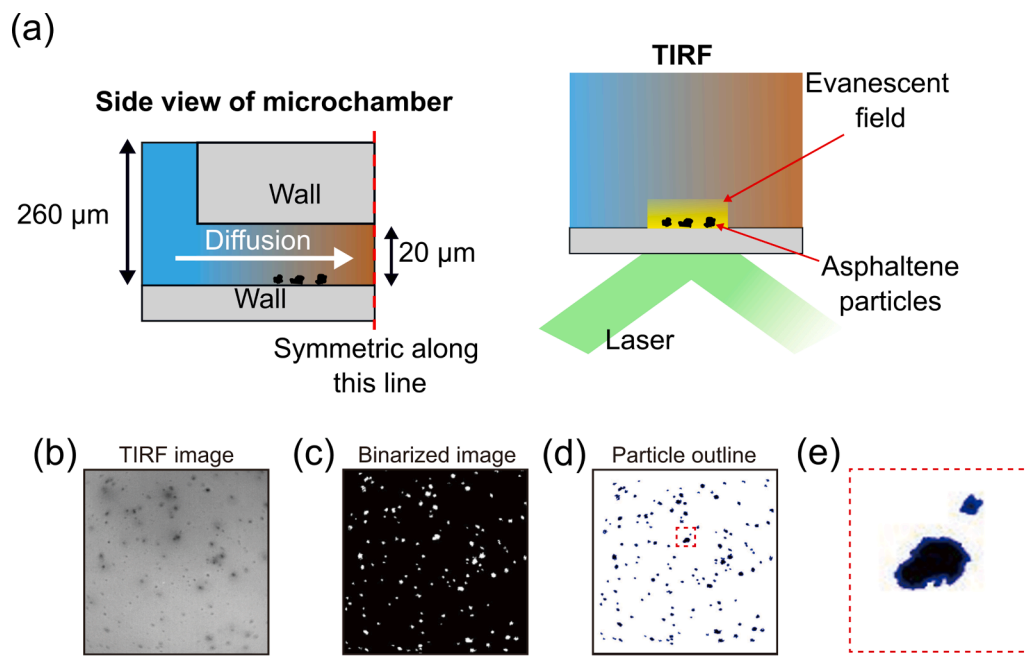 (a)
Side view of microchamber
260 µm
Wall
Diffusion
20 µm
Wall
Symmetric along
this line
TIRF
Evanescent
field
Asphaltene
particles
Laser
(b)
TIRF image
(c)
Binarized image
(d)
Particle outline
(e)